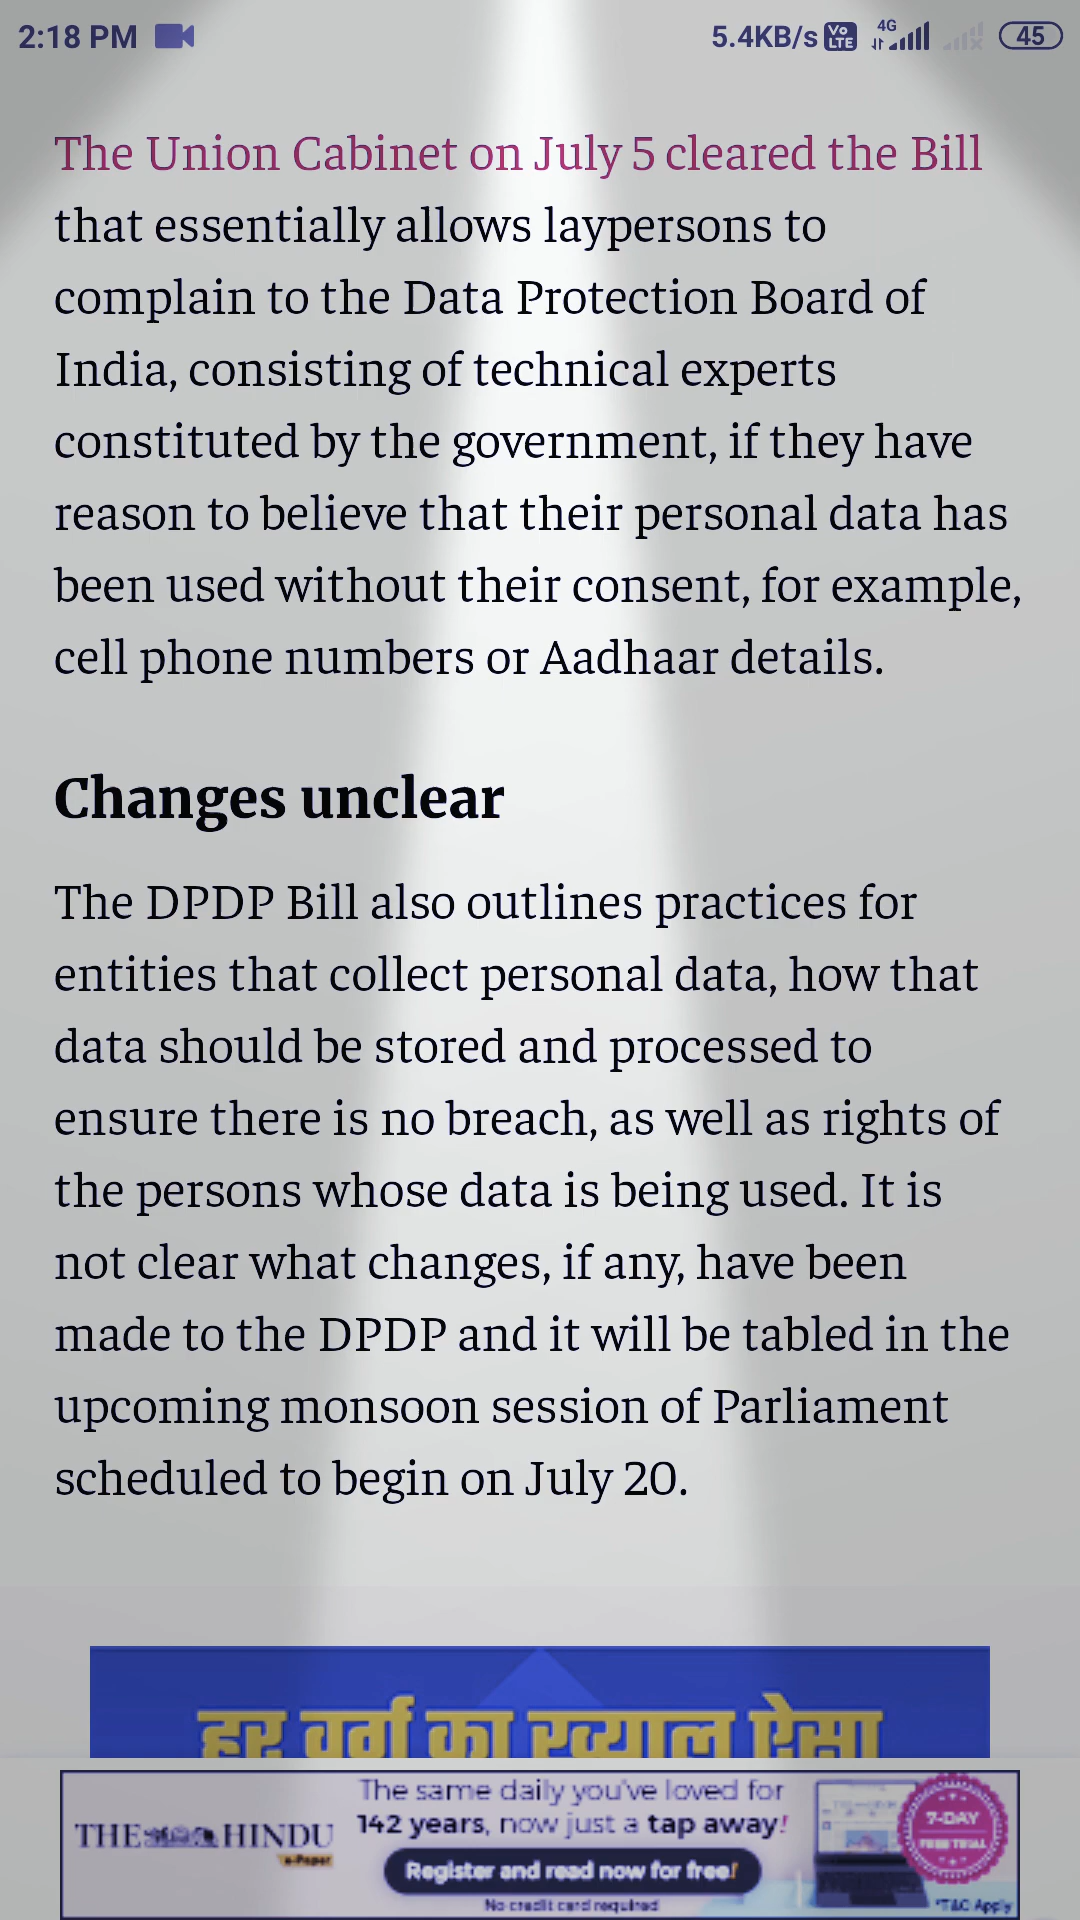 2:18 PM 5.4KB/s Vo LTE 4G 45
The Union Cabinet on July 5 cleared the Bill
that essentially allows laypersons to
complain to the Data Protection Board of
India, consisting of technical experts
constituted by the government, if they have
reason to believe that their personal data has
been used without their consent, for example,
cell phone numbers or Aadhaar details.
Changes unclear
The DPDP Bill also outlines practices for
entities that collect personal data, how that
data should be stored and processed to
ensure there is no breach, as well as rights of
the persons whose data is being used. It is
not clear what changes, if any, have been
made to the DPDP and it will be tabled in the
upcoming monsoon session of Parliament
scheduled to begin on July 20.
हर वर्ग का ख्याल ऐसा
THE HINDU
e-Paper
The same daily you've loved for
142 years, now just a tap away!
Register and read now for free!
No credit card required
7-DAY
FREE TRIAL
*T&C Apply